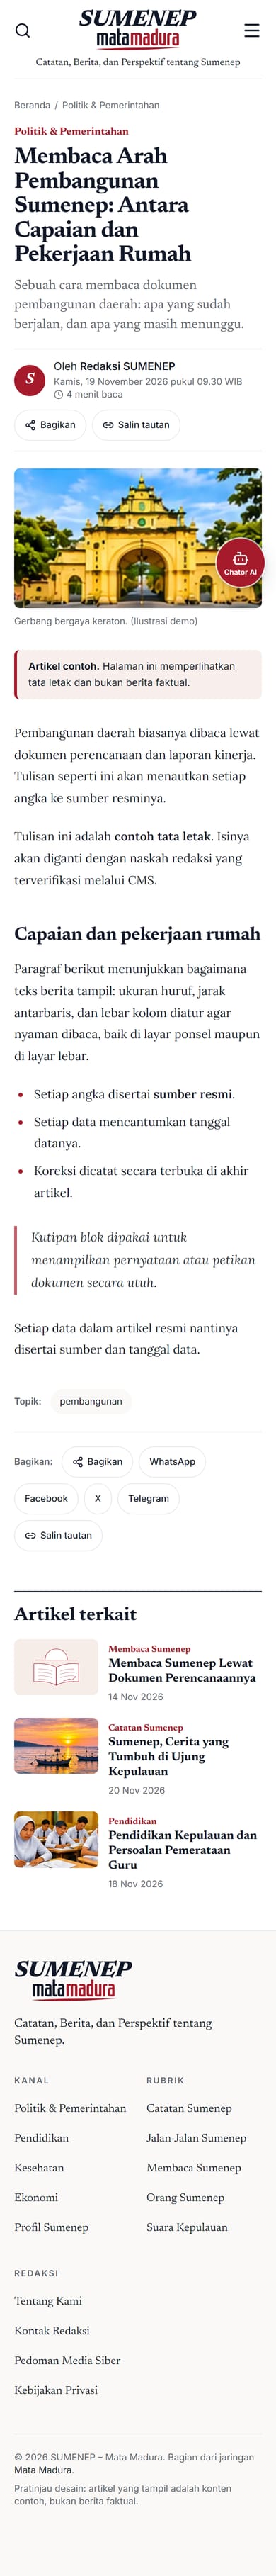 SUMENEP
matamadura
Catatan, Berita, dan Perspektif tentang Sumenep
Beranda / Politik & Pemerintahan
Politik & Pemerintahan
Membaca Arah
Pembangunan
Sumenep: Antara
Capaian dan
Pekerjaan Rumah
Sebuah cara membaca dokumen
pembangunan daerah: apa yang sudah
berjalan, dan apa yang masih menunggu.
S
Oleh Redaksi SUMENEP
Kamis, 19 November 2026 pukul 09.30 WIB
4 menit baca
Bagikan
Salin tautan
Chator AI
Gerbang bergaya keraton. (Ilustrasi demo)
Artikel contoh. Halaman ini memperlihatkan
tata letak dan bukan berita faktual.
Pembangunan daerah biasanya dibaca lewat
dokumen perencanaan dan laporan kinerja.
Tulisan seperti ini akan menautkan setiap
angka ke sumber resminya.
Tulisan ini adalah contoh tata letak. Isinya
akan diganti dengan naskah redaksi yang
terverifikasi melalui CMS.
Capaian dan pekerjaan rumah
Paragraf berikut menunjukkan bagaimana
teks berita tampil: ukuran huruf, jarak
antarbaris, dan lebar kolom diatur agar
nyaman dibaca, baik di layar ponsel maupun
di layar lebar.
• Setiap angka disertai sumber resmi.
• Setiap data mencantumkan tanggal
datanya.
• Koreksi dicatat secara terbuka di akhir
artikel.
Kutipan blok dipakai untuk
menampilkan pernyataan atau petikan
dokumen secara utuh.
Setiap data dalam artikel resmi nantinya
disertai sumber dan tanggal data.
Topik: pembangunan
Bagikan: Bagikan WhatsApp
Facebook X Telegram
Salin tautan
Artikel terkait
Membaca Sumenep
Membaca Sumenep Lewat
Dokumen Perencanaannya
14 Nov 2026
Catatan Sumenep
Sumenep, Cerita yang
Tumbuh di Ujung
Kepulauan
20 Nov 2026
Pendidikan
Pendidikan Kepulauan dan
Persoalan Pemerataan
Guru
18 Nov 2026
SUMENEP
matamadura
Catatan, Berita, dan Perspektif tentang
Sumenep.
KANAL
Politik & Pemerintahan
Pendidikan
Kesehatan
Ekonomi
Profil Sumenep
RUBRIK
Catatan Sumenep
Jalan-Jalan Sumenep
Membaca Sumenep
Orang Sumenep
Suara Kepulauan
REDAKSI
Tentang Kami
Kontak Redaksi
Pedoman Media Siber
Kebijakan Privasi
© 2026 SUMENEP – Mata Madura. Bagian dari jaringan
Mata Madura.
Pratinjau desain: artikel yang tampil adalah konten
contoh, bukan berita faktual.